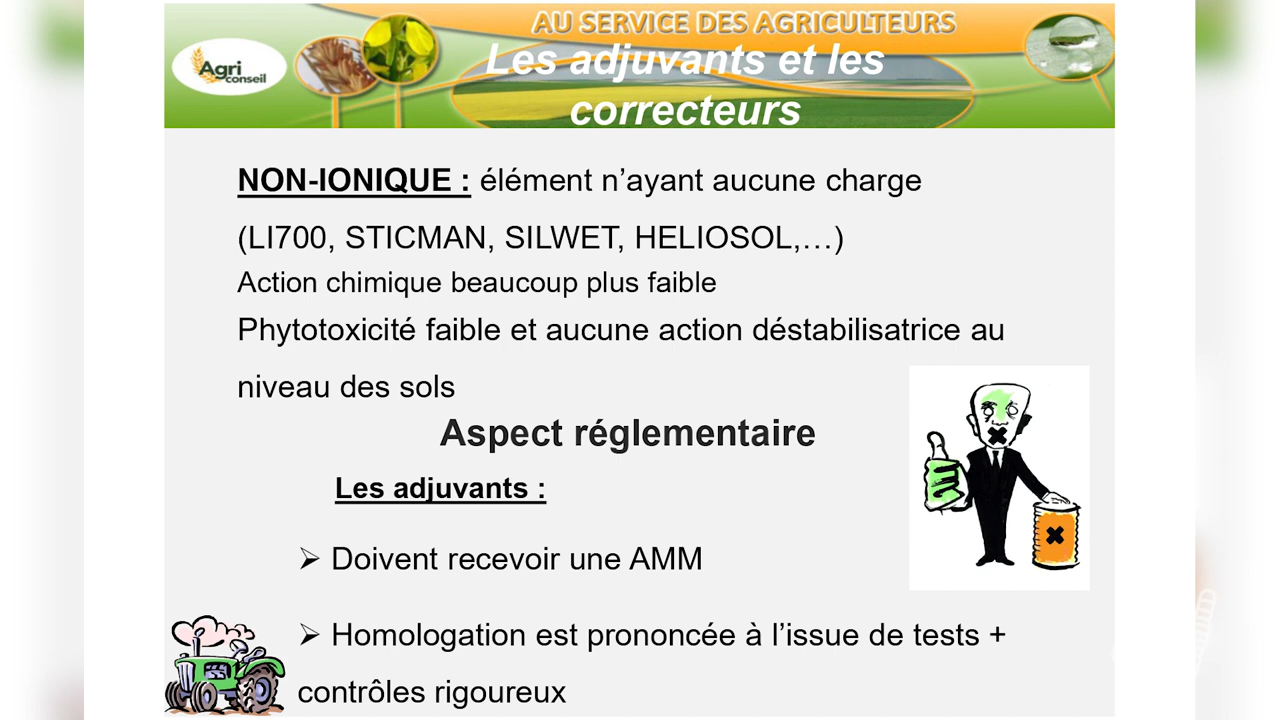 AU SERVICE DES AGRICULTEURS
Agri
conseil
Les adjuvants et les
correcteurs
NON-IONIQUE : élément n’ayant aucune charge
(LI700, STICMAN, SILWET, HELIOSOL,…)
Action chimique beaucoup plus faible
Phytotoxicité faible et aucune action déstabilisatrice au
niveau des sols
Aspect réglementaire
Les adjuvants :
➢ Doivent recevoir une AMM
➢ Homologation est prononcée à l’issue de tests +
contrôles rigoureux